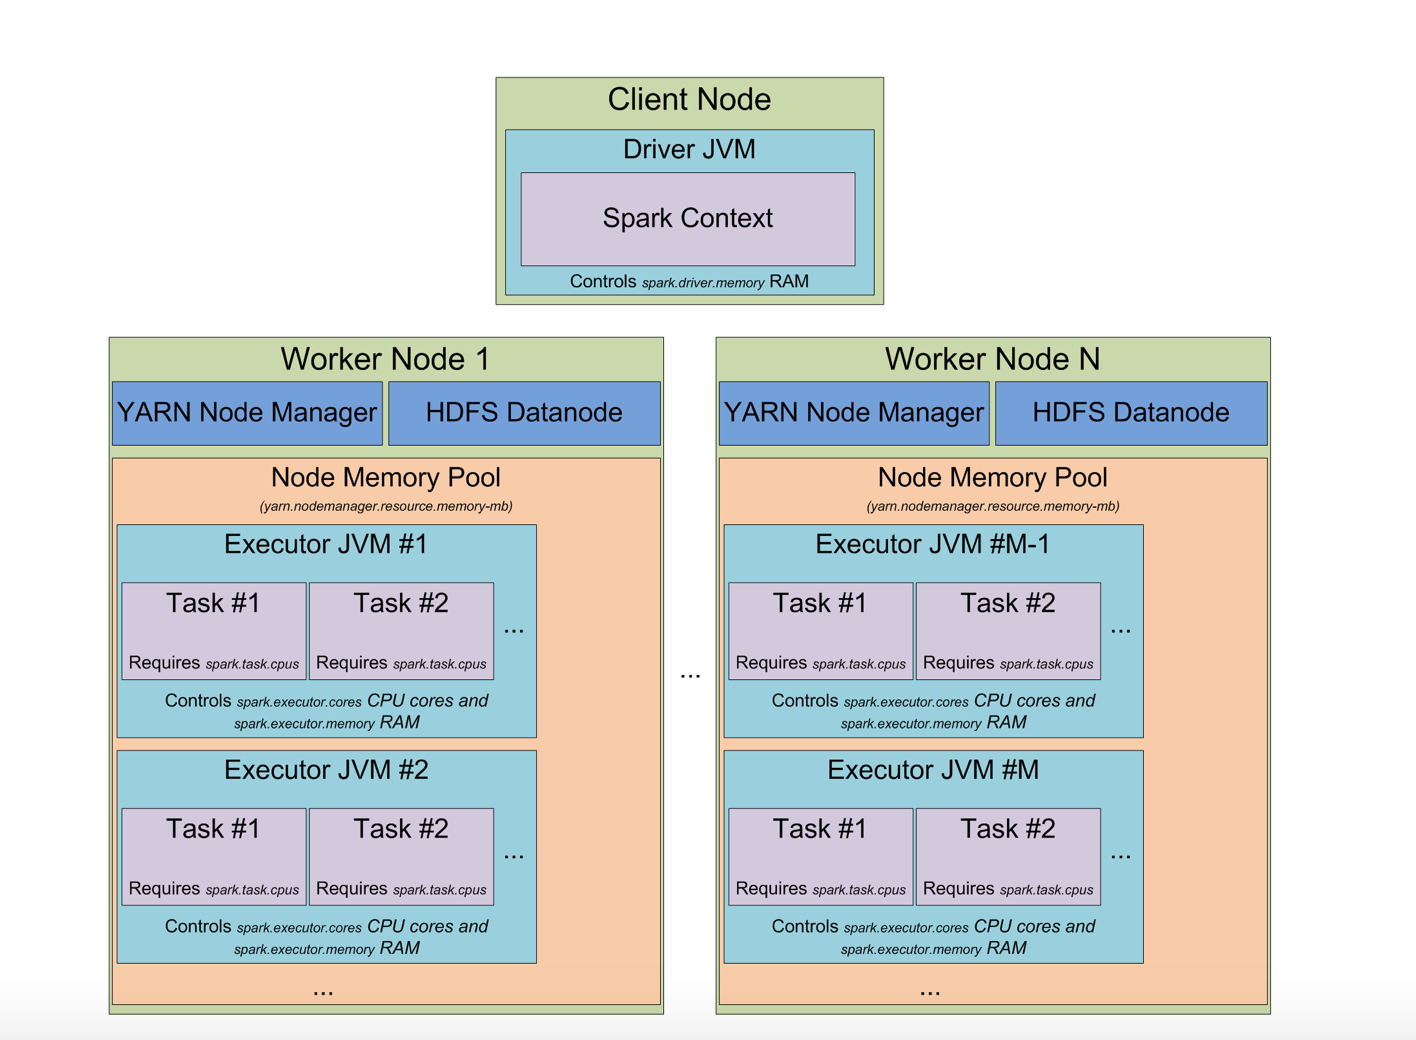 Client Node
Driver JVM
Spark Context
Controls spark.driver.memory RAM
Worker Node 1
YARN Node Manager
HDFS Datanode
Node Memory Pool
(yarn.nodemanager.resource.memory-mb)
Executor JVM #1
Task #1
Requires spark.task.cpus
Task #2
Requires spark.task.cpus
...
Controls spark.executor.cores CPU cores and
spark.executor.memory RAM
Executor JVM #2
Task #1
Requires spark.task.cpus
Task #2
Requires spark.task.cpus
...
Controls spark.executor.cores CPU cores and
spark.executor.memory RAM
...
...
Worker Node N
YARN Node Manager
HDFS Datanode
Node Memory Pool
(yarn.nodemanager.resource.memory-mb)
Executor JVM #M-1
Task #1
Requires spark.task.cpus
Task #2
Requires spark.task.cpus
...
Controls spark.executor.cores CPU cores and
spark.executor.memory RAM
Executor JVM #M
Task #1
Requires spark.task.cpus
Task #2
Requires spark.task.cpus
...
Controls spark.executor.cores CPU cores and
spark.executor.memory RAM
...